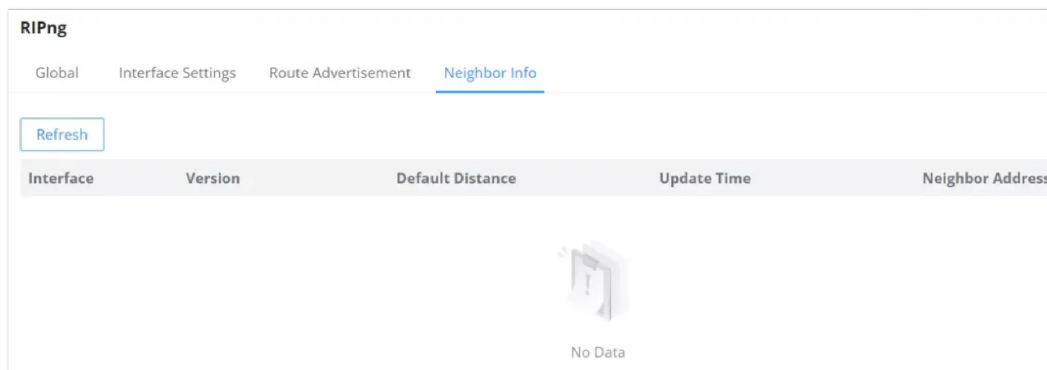 RIPng
Global Interface Settings Route Advertisement Neighbor Info
Refresh
Interface Version Default Distance Update Time Neighbor Address
No Data